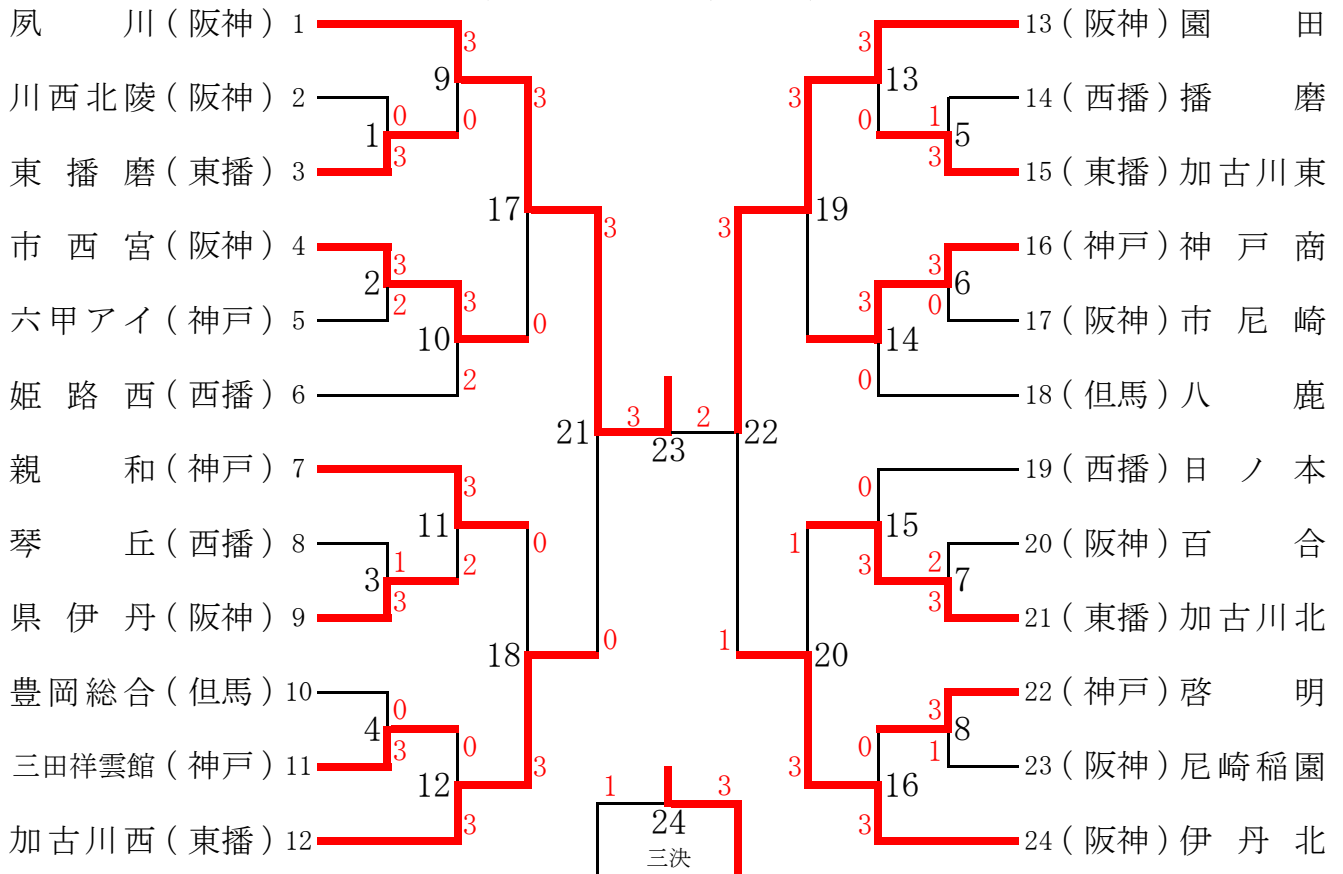 夙川(阪神) 1
川西北陵(阪神) 2
東播磨(東播) 3
市西宮(阪神) 4
六甲アイ(神戸) 5
姫路西(西播) 6
親和(神戸) 7
琴丘(西播) 8
県伊丹(阪神) 9
豊岡総合(但馬) 10
三田祥雲館(神戸) 11
加古川西(東播) 12
3
9
0
0
1
3
3
17
3
2
2
3
10
0
2
3
3
11
0
1
2
3
3
18
0
0
4
0
3
12
3
3
21
3
23
2
22
1
24
3
三決
13(阪神)園田
14(西播)播磨
15(東播)加古川東
16(神戸)神戸商
17(阪神)市尼崎
18(但馬)八鹿
19(西播)日ノ本
20(阪神)百合
21(東播)加古川北
22(神戸)啓明
23(阪神)尼崎稲園
24(阪神)伊丹北
3
13
3
1
0
5
3
3
19
3
6
3
0
14
0
0
15
1
2
3
7
3
1
20
3
0
8
1
3
16
3